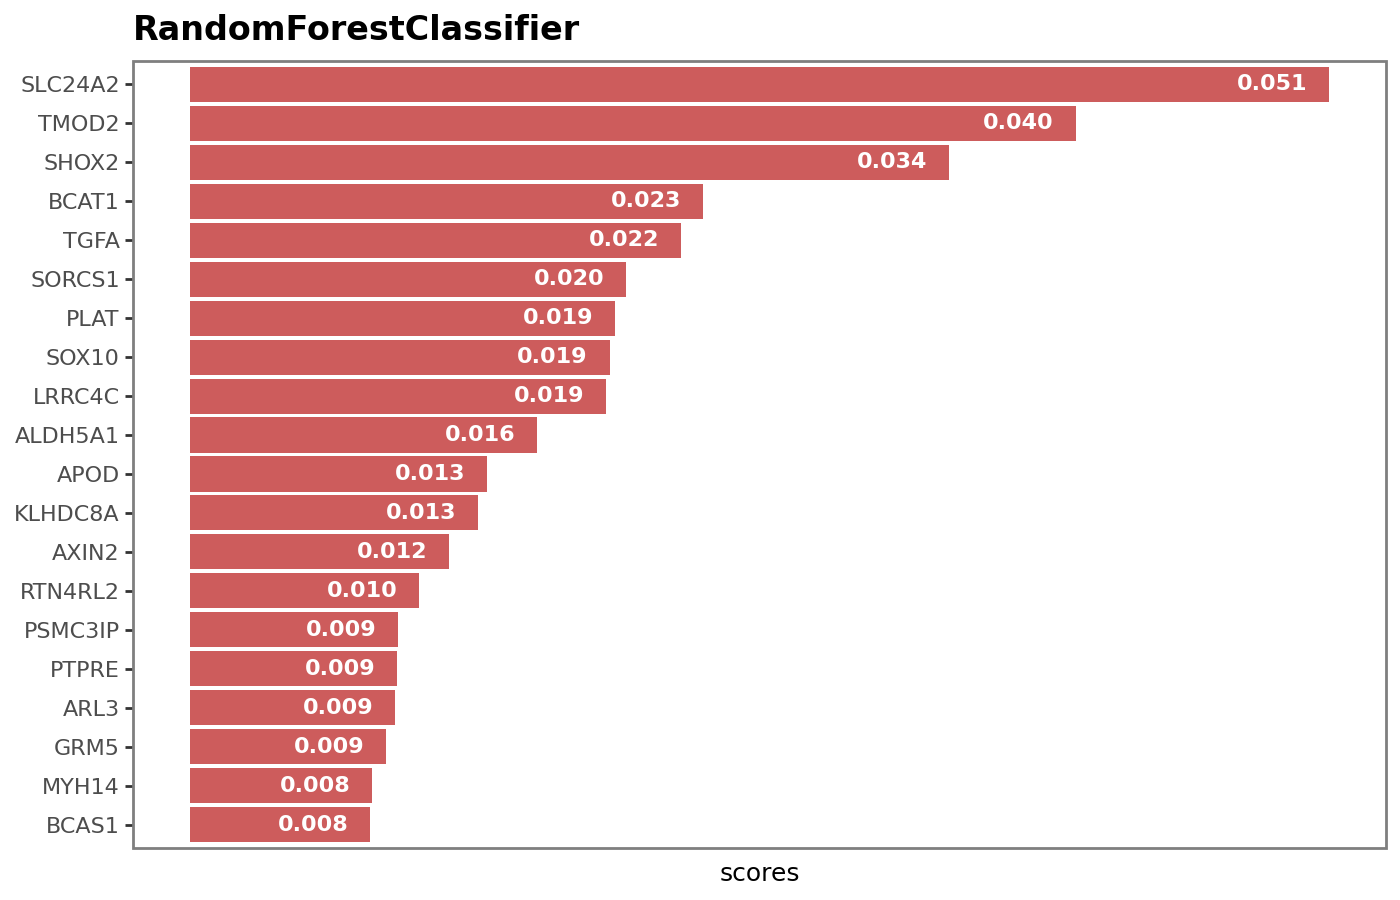 RandomForestClassifier
SLC24A2 0.051
TMOD2 0.040
SHOX2 0.034
BCAT1 0.023
TGFA 0.022
SORCS1 0.020
PLAT 0.019
SOX10 0.019
LRRC4C 0.019
ALDH5A1 0.016
APOD 0.013
KLHDC8A 0.013
AXIN2 0.012
RTN4RL2 0.010
PSMC3IP 0.009
PTPRE 0.009
ARL3 0.009
GRM5 0.009
MYH14 0.008
BCAS1 0.008
scores